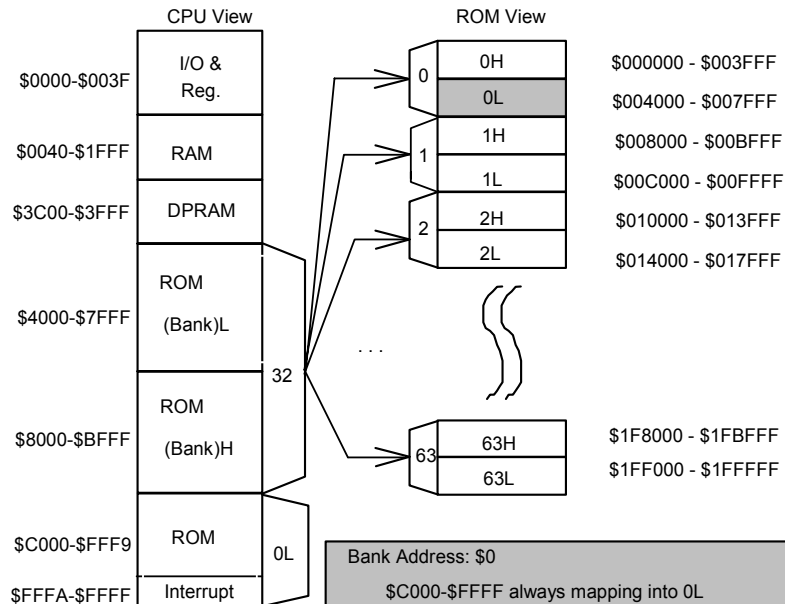 CPU View
$0000-$003F
I/O &
Reg.
$0040-$1FFF
RAM
$3C00-$3FFF
DPRAM
$4000-$7FFF
ROM
(Bank)L
$8000-$BFFF
ROM
(Bank)H
32
$C000-$FFF9
ROM
0L
$FFFA-$FFFF
Interrupt
. . .
ROM View
0
0H
$000000 - $003FFF
0L
$004000 - $007FFF
1
1H
$008000 - $00BFFF
1L
$00C000 - $00FFFF
2
2H
$010000 - $013FFF
2L
$014000 - $017FFF
63
63H
$1F8000 - $1FBFFF
63L
$1FF000 - $1FFFFF
Bank Address: $0
$C000-$FFFF always mapping into 0L